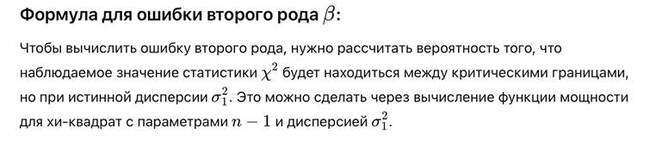 Формула для ошибки второго рода β:
Чтобы вычислить ошибку второго рода, нужно рассчитать вероятность того, что
наблюдаемое значение статистики χ² будет находиться между критическими границами,
но при истинной дисперсии σ₁². Это можно сделать через вычисление функции мощности
для хи-квадрат с параметрами n − 1 и дисперсией σ₁².